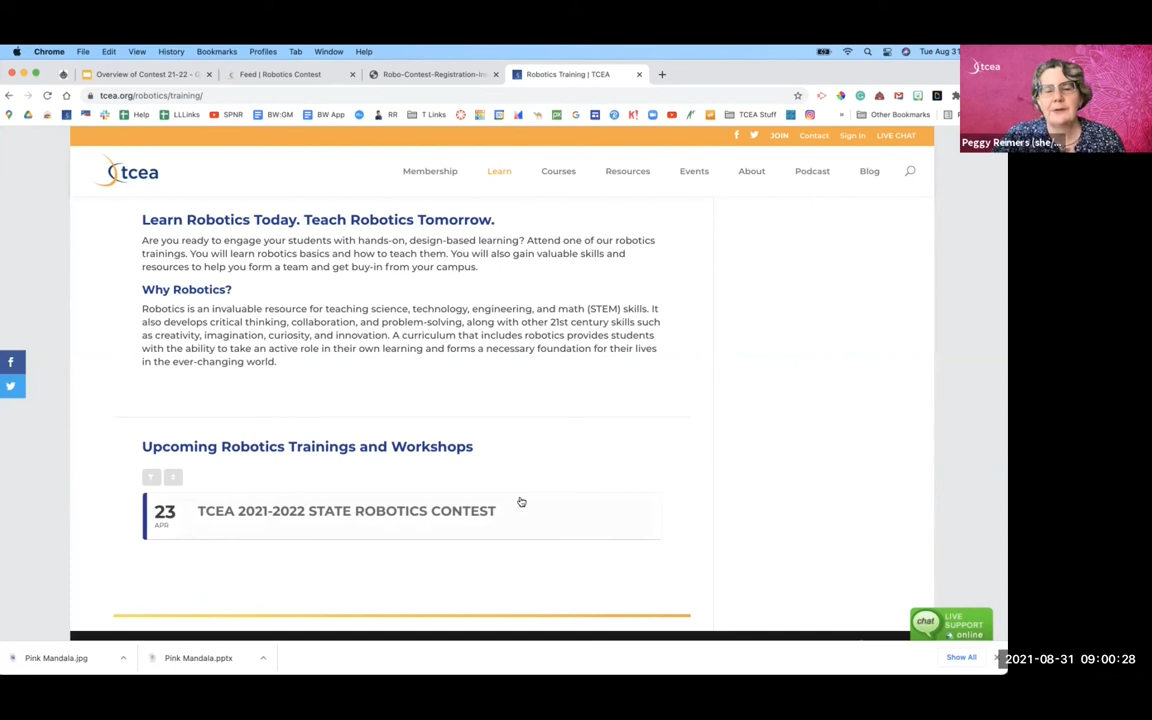 Chrome File Edit View History Bookmarks Profiles Tab Window Help
Tue Aug 31
Overview of Contest 21-22 - G
Feed | Robotics Contest
Robo-Contest-Registration-In
Robotics Training | TCEA
tcea.org/robotics/training/
Help LLLinks SPNR BW:GM BW App RR T Links TCEA Stuff » Other Bookmarks
tcea
Peggy Reimers (she/...
JOIN Contact Sign In LIVE CHAT
tcea
Membership Learn Courses Resources Events About Podcast Blog
Learn Robotics Today. Teach Robotics Tomorrow.
Are you ready to engage your students with hands-on, design-based learning? Attend one of our robotics
trainings. You will learn robotics basics and how to teach them. You will also gain valuable skills and
resources to help you form a team and get buy-in from your campus.
Why Robotics?
Robotics is an invaluable resource for teaching science, technology, engineering, and math (STEM) skills. It
also develops critical thinking, collaboration, and problem-solving, along with other 21st century skills such
as creativity, imagination, curiosity, and innovation. A curriculum that includes robotics provides students
with the ability to take an active role in their own learning and forms a necessary foundation for their lives
in the ever-changing world.
Upcoming Robotics Trainings and Workshops
23
APR
TCEA 2021-2022 STATE ROBOTICS CONTEST
chat
LIVE
SUPPORT
online
Pink Mandala.jpg
Pink Mandala.pptx
Show All
2021-08-31 09:00:28